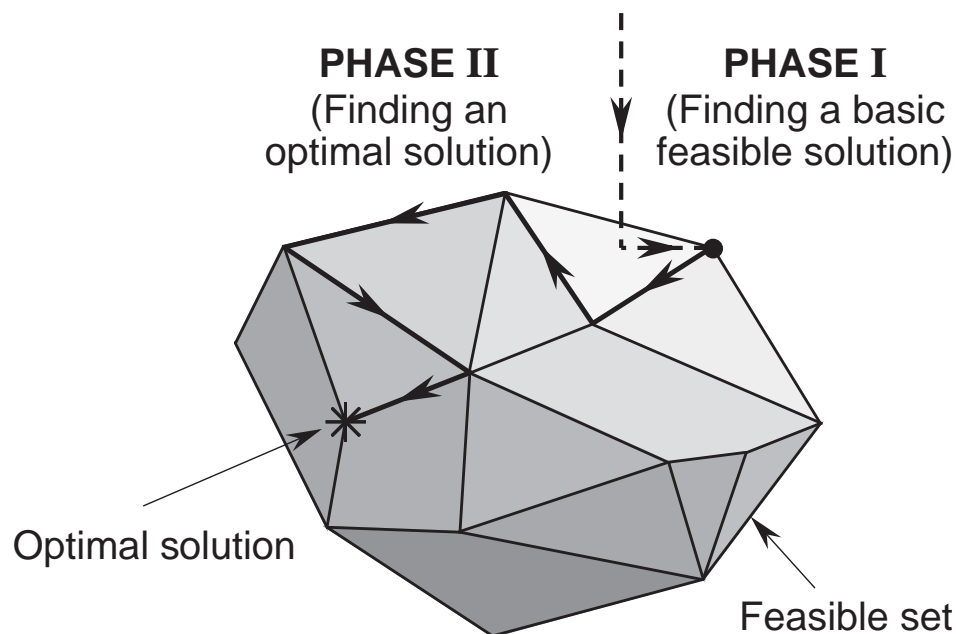 PHASE II
(Finding an
optimal solution)
PHASE I
(Finding a basic
feasible solution)
Optimal solution
Feasible set